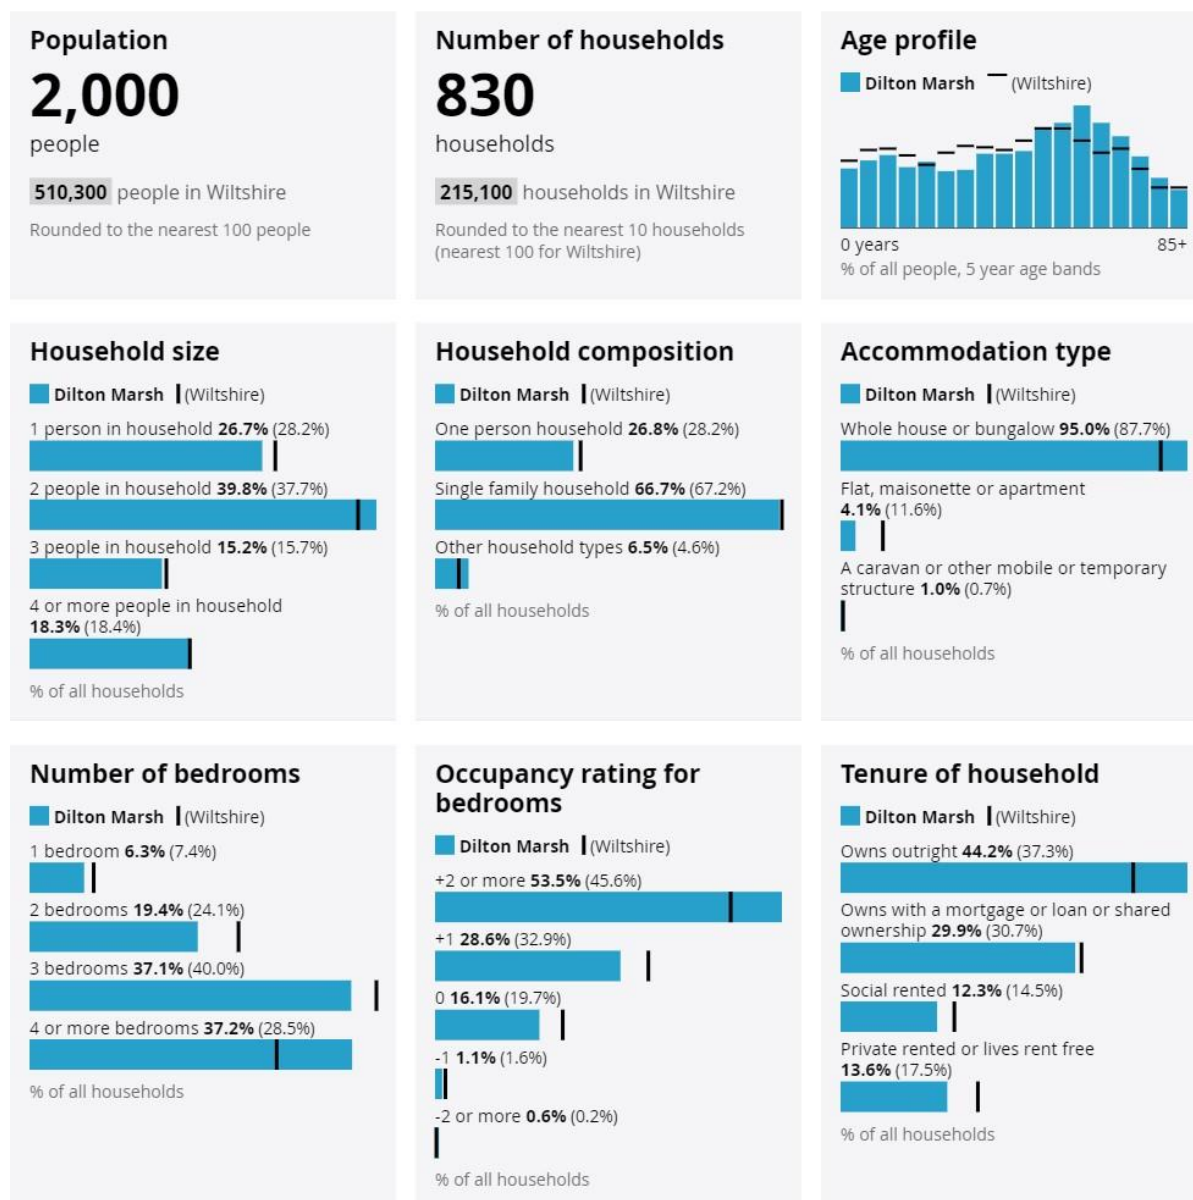 Population
2,000
people
510,300 people in Wiltshire
Rounded to the nearest 100 people
Number of households
830
households
215,100 households in Wiltshire
Rounded to the nearest 10 households
(nearest 100 for Wiltshire)
Age profile
Dilton Marsh (Wiltshire)
0 years 85+
% of all people, 5 year age bands
Household size
Dilton Marsh (Wiltshire)
1 person in household 26.7% (28.2%)
2 people in household 39.8% (37.7%)
3 people in household 15.2% (15.7%)
4 or more people in household
18.3% (18.4%)
% of all households
Household composition
Dilton Marsh (Wiltshire)
One person household 26.8% (28.2%)
Single family household 66.7% (67.2%)
Other household types 6.5% (4.6%)
% of all households
Accommodation type
Dilton Marsh (Wiltshire)
Whole house or bungalow 95.0% (87.7%)
Flat, maisonette or apartment
4.1% (11.6%)
A caravan or other mobile or temporary
structure 1.0% (0.7%)
% of all households
Number of bedrooms
Dilton Marsh (Wiltshire)
1 bedroom 6.3% (7.4%)
2 bedrooms 19.4% (24.1%)
3 bedrooms 37.1% (40.0%)
4 or more bedrooms 37.2% (28.5%)
% of all households
Occupancy rating for
bedrooms
Dilton Marsh (Wiltshire)
+2 or more 53.5% (45.6%)
+1 28.6% (32.9%)
0 16.1% (19.7%)
-1 1.1% (1.6%)
-2 or more 0.6% (0.2%)
% of all households
Tenure of household
Dilton Marsh (Wiltshire)
Owns outright 44.2% (37.3%)
Owns with a mortgage or loan or shared
ownership 29.9% (30.7%)
Social rented 12.3% (14.5%)
Private rented or lives rent free
13.6% (17.5%)
% of all households